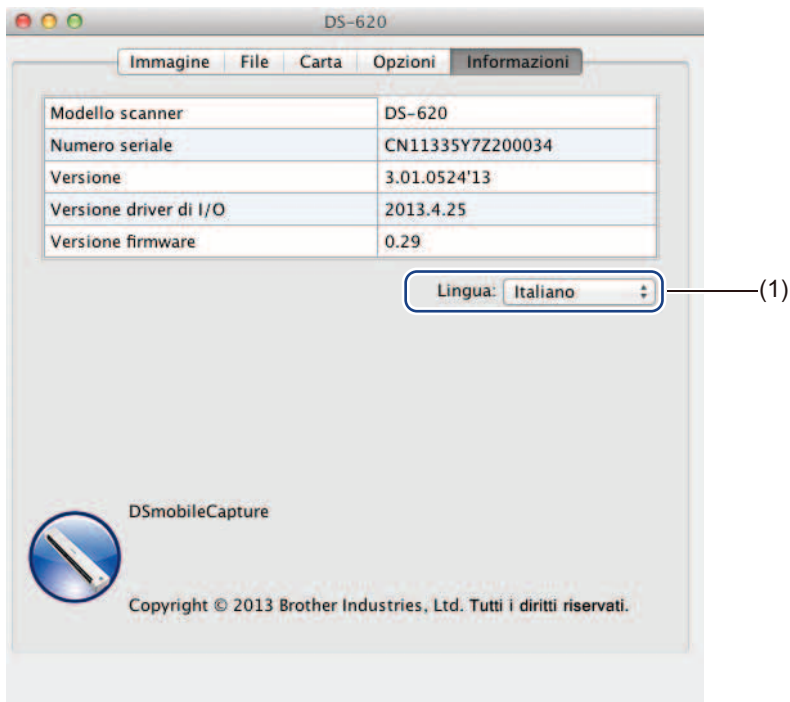 DS-620
Immagine File Carta Opzioni Informazioni
Modello scanner DS-620
Numero seriale CN11335Y7Z200034
Versione 3.01.0524'13
Versione driver di I/O 2013.4.25
Versione firmware 0.29
Lingua: Italiano (1)
DSmobileCapture
Copyright © 2013 Brother Industries, Ltd. Tutti i diritti riservati.